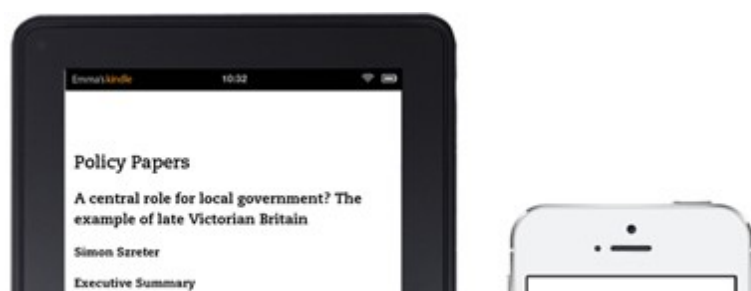 Emma's kindle 10:32
Policy Papers
A central role for local government? The
example of late Victorian Britain
Simon Szreter
Executive Summary